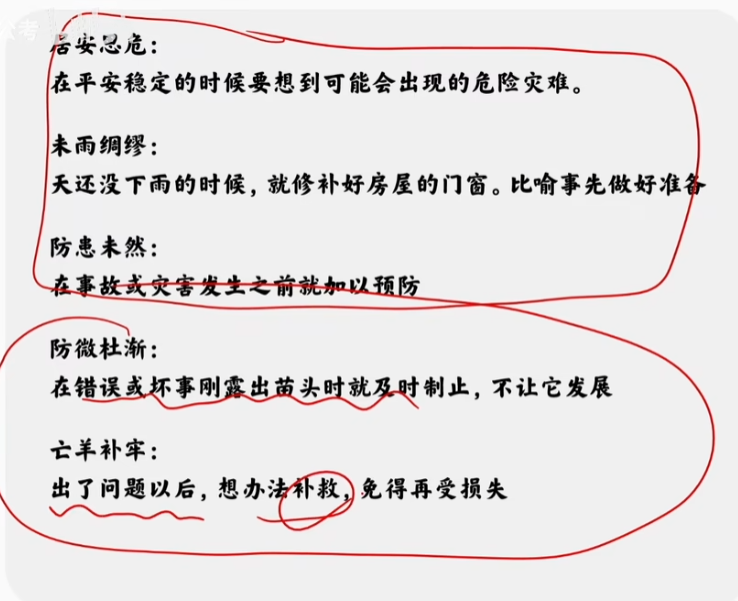 考
居安思危：
在平安稳定的时候要想到可能会出现的危险灾难。
未雨绸缪：
天还没下雨的时候，就修补好房屋的门窗。比喻事先做好准备
防患未然：
在事故或灾害发生之前就加以预防
防微杜渐：
在错误或坏事刚露出苗头时就及时制止，不让它发展
亡羊补牢：
出了问题以后，想办法补救，免得再受损失